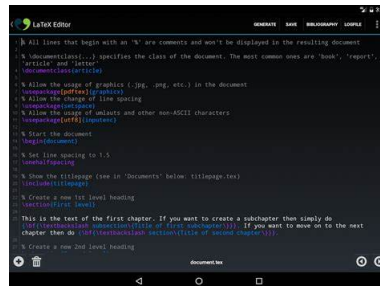 LaTeX Editor
GENERATE SAVE BIBLIOGRAPHY LOGFILE
% All lines that begin with an '%' are comments and won't be displayed in the resulting document
% \documentclass{...} specifies the class of the document. The most common ones are 'book', 'report',
'article' and 'letter'
\documentclass{article}
% Allow the usage of graphics (.jpg, .png, etc.) in the document
\usepackage[pdftex]{graphics}
% Allow the change of line spacing
\usepackage{setspace}
% Allow the usage of umlauts and other non-ASCII characters
\usepackage[utf8]{inputenc}
% Start the document
\begin{document}
% Set line spacing to 1.5
\onehalfspacing
% Show the titlepage (see in 'Documents' below: titlepage.tex)
\include{titlepage}
% Create a new 1st level heading
\section{First level}
This is the text of the first chapter. If you want to create a subchapter then simply do
{\bf{\textbackslash subsection\{Title of first subchapter\}}}. If you want to move on to the next
chapter then do {\bf{\textbackslash section\{Title of second chapter\}}}.
% Create a new 2nd level heading
document.tex